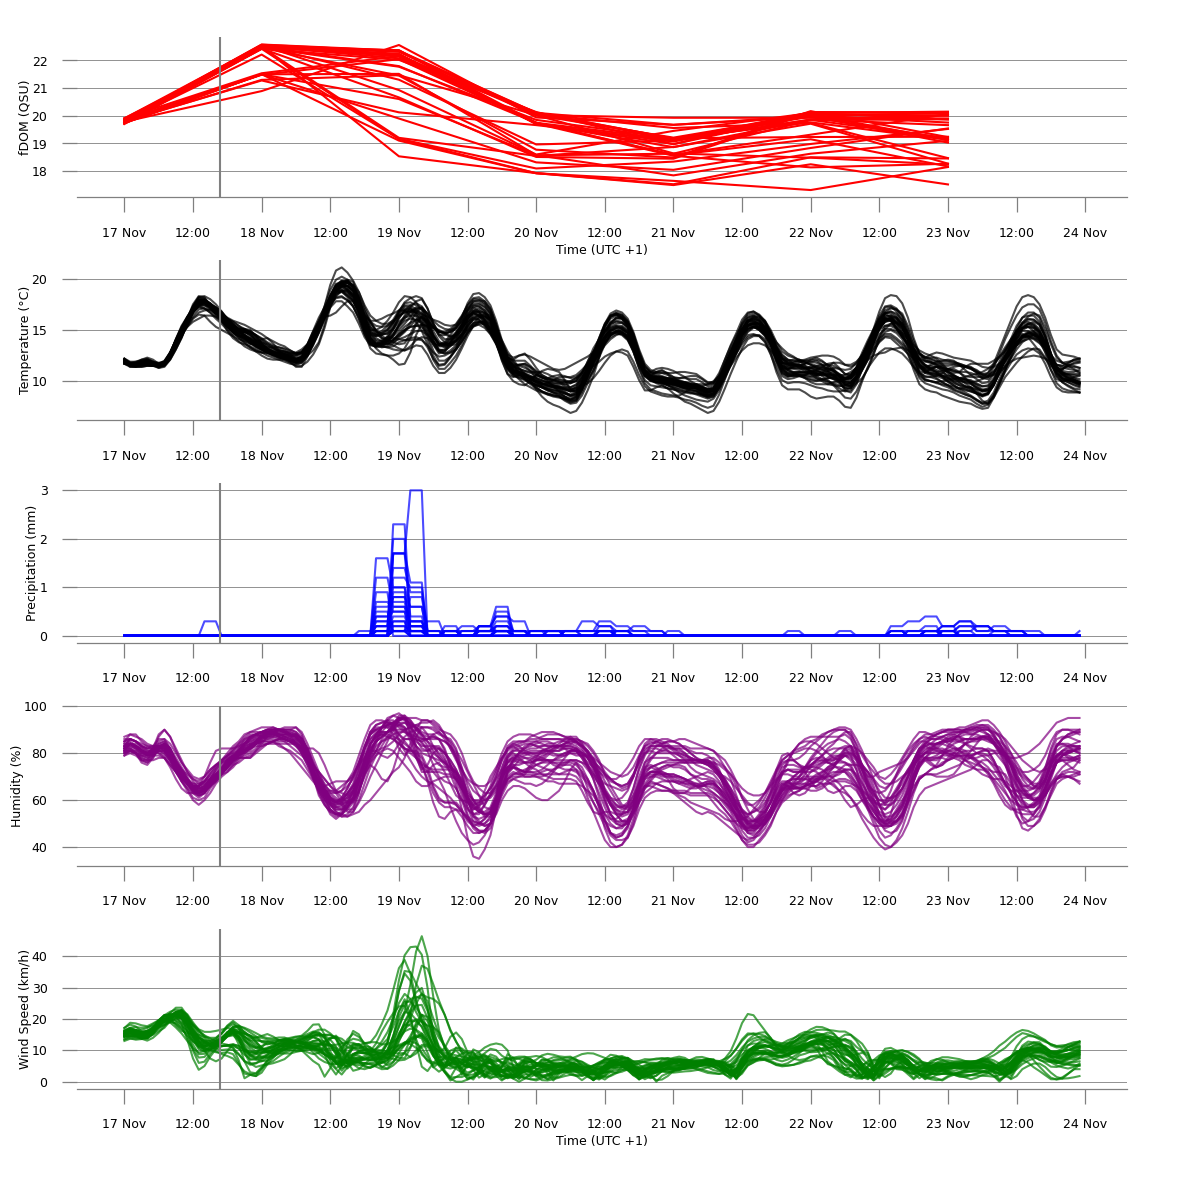 fDOM (QSU)
22
21
20
19
18
17 Nov 12:00 18 Nov 12:00 19 Nov 12:00 20 Nov 12:00 21 Nov 12:00 22 Nov 12:00 23 Nov 12:00 24 Nov
Time (UTC +1)
Temperature (°C)
20
15
10
17 Nov 12:00 18 Nov 12:00 19 Nov 12:00 20 Nov 12:00 21 Nov 12:00 22 Nov 12:00 23 Nov 12:00 24 Nov
Precipitation (mm)
3
2
1
0
17 Nov 12:00 18 Nov 12:00 19 Nov 12:00 20 Nov 12:00 21 Nov 12:00 22 Nov 12:00 23 Nov 12:00 24 Nov
Humidity (%)
100
80
60
40
17 Nov 12:00 18 Nov 12:00 19 Nov 12:00 20 Nov 12:00 21 Nov 12:00 22 Nov 12:00 23 Nov 12:00 24 Nov
Wind Speed (km/h)
40
30
20
10
0
17 Nov 12:00 18 Nov 12:00 19 Nov 12:00 20 Nov 12:00 21 Nov 12:00 22 Nov 12:00 23 Nov 12:00 24 Nov
Time (UTC +1)